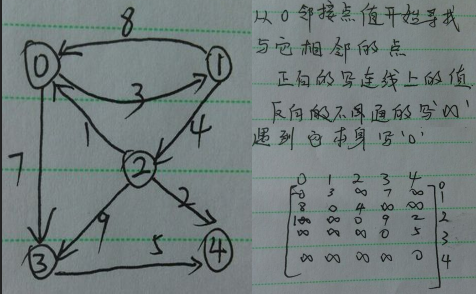 8
0
1
3
1
4
7
2
2
9
3
5
4
从0邻接点值开始寻找
与它相邻的点
正向的写连线上的值.
反向的不连通的写'∞'
遇到它本身写'0'
0 1 2 3 4
0 3 ∞ 7 ∞ 0
8 0 4 ∞ ∞ 1
1 ∞ 0 9 2 2
∞ ∞ ∞ 0 5 3
∞ ∞ ∞ ∞ 0 4